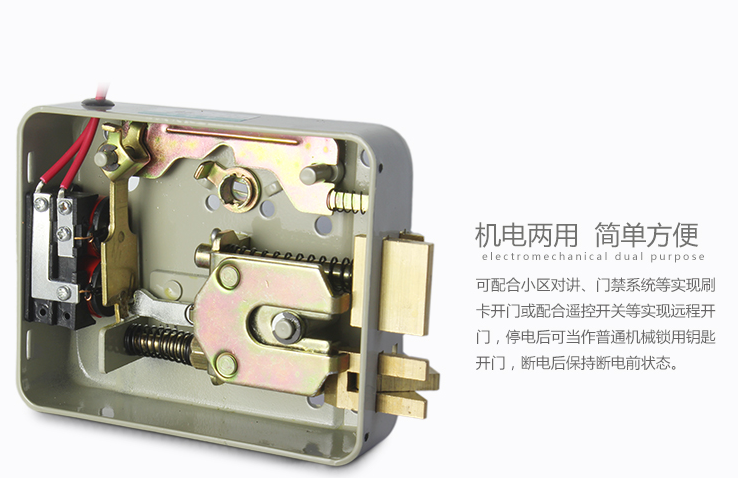 机电两用 简单方便
electromechanical dual purpose
可配合小区对讲、门禁系统等实现刷
卡开门或配合遥控开关等实现远程开
门，停电后可当作普通机械锁用钥匙
开门，断电后保持断电前状态。